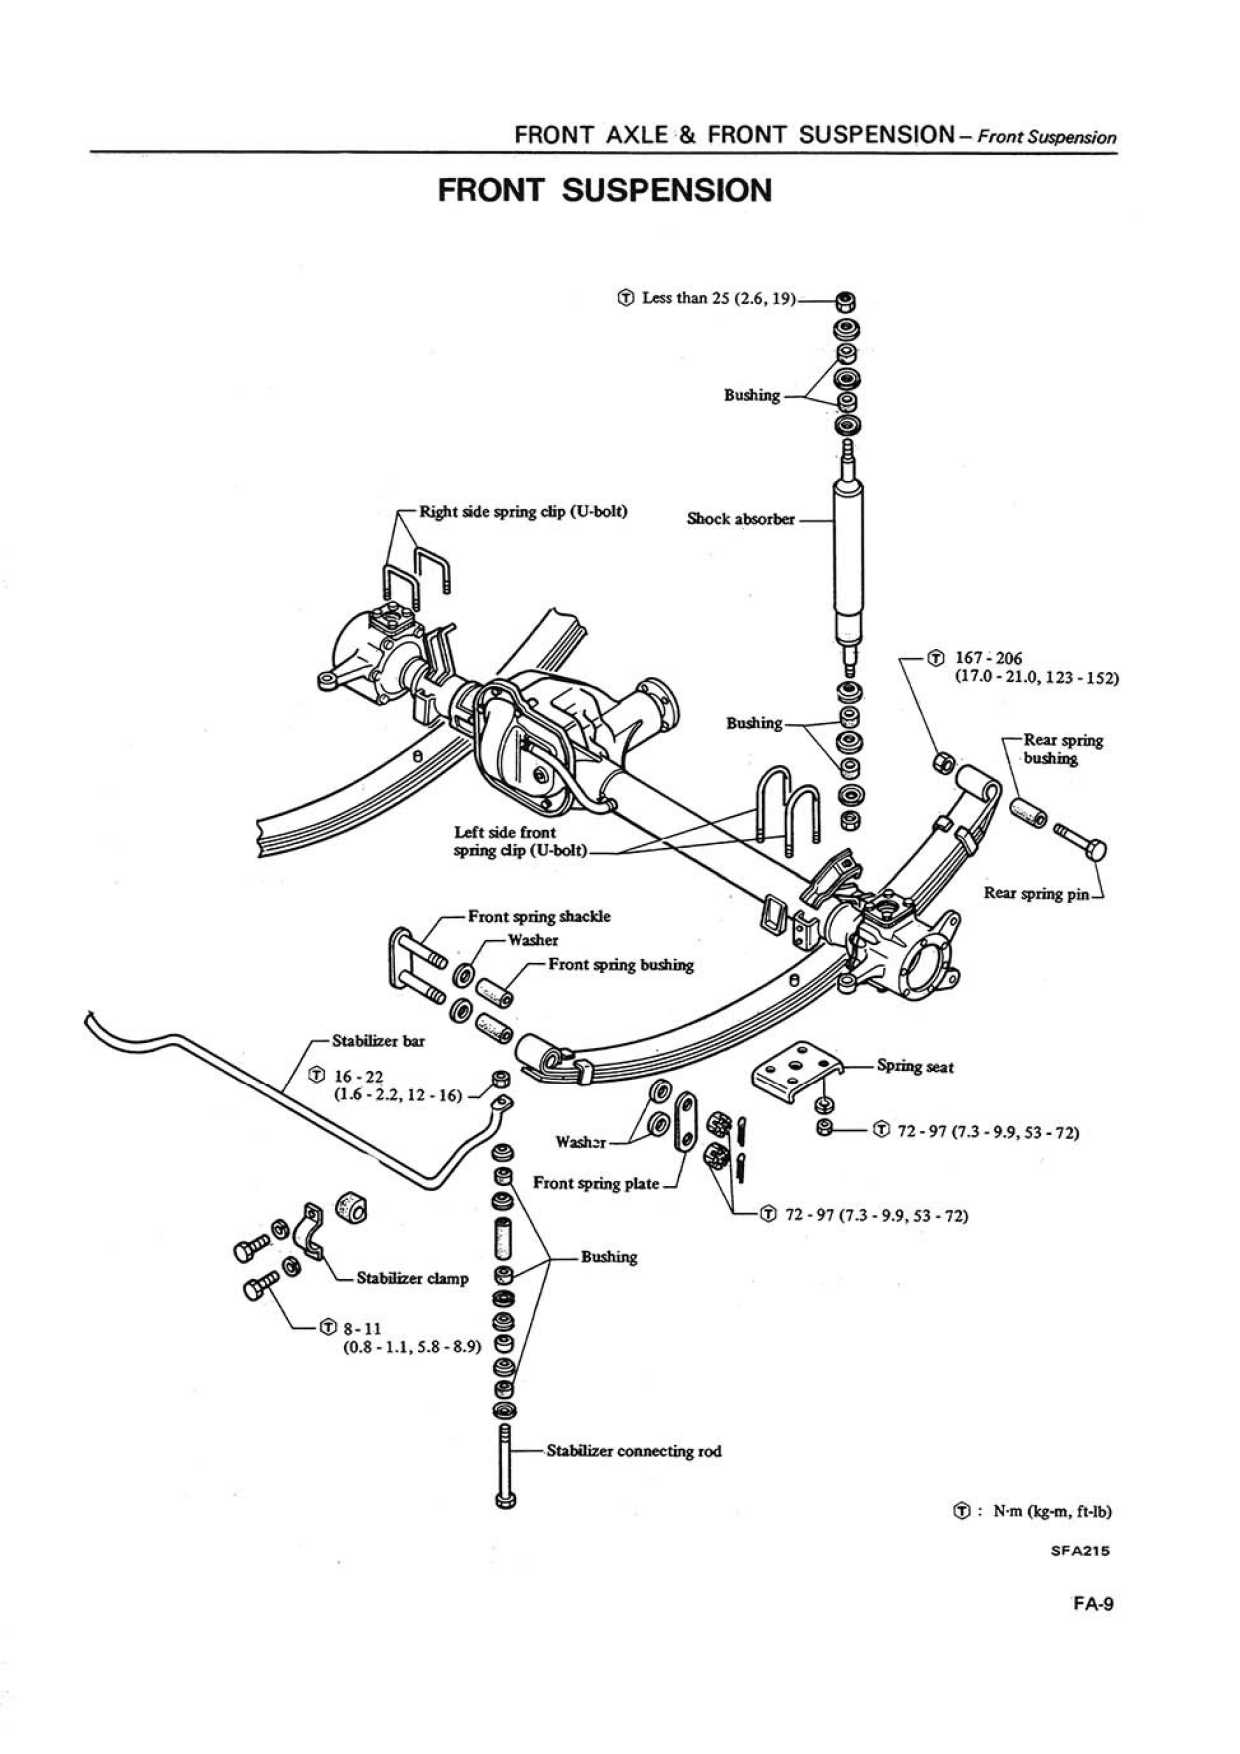 FRONT AXLE & FRONT SUSPENSION – Front Suspension
FRONT SUSPENSION
Ⓣ Less than 25 (2.6, 19)
Bushing
Right side spring clip (U-bolt)
Shock absorber
Ⓣ 167 - 206
(17.0 - 21.0, 123 - 152)
Bushing
Rear spring
bushing
Left side front
spring clip (U-bolt)
Rear spring pin
Front spring shackle
Washer
Front spring bushing
Stabilizer bar
Ⓣ 16 - 22
(1.6 - 2.2, 12 - 16)
Spring seat
Ⓣ 72 - 97 (7.3 - 9.9, 53 - 72)
Washer
Front spring plate
Ⓣ 72 - 97 (7.3 - 9.9, 53 - 72)
Bushing
Stabilizer clamp
Ⓣ 8 - 11
(0.8 - 1.1, 5.8 - 8.9)
Stabilizer connecting rod
Ⓣ : N·m (kg-m, ft-lb)
SFA215
FA-9